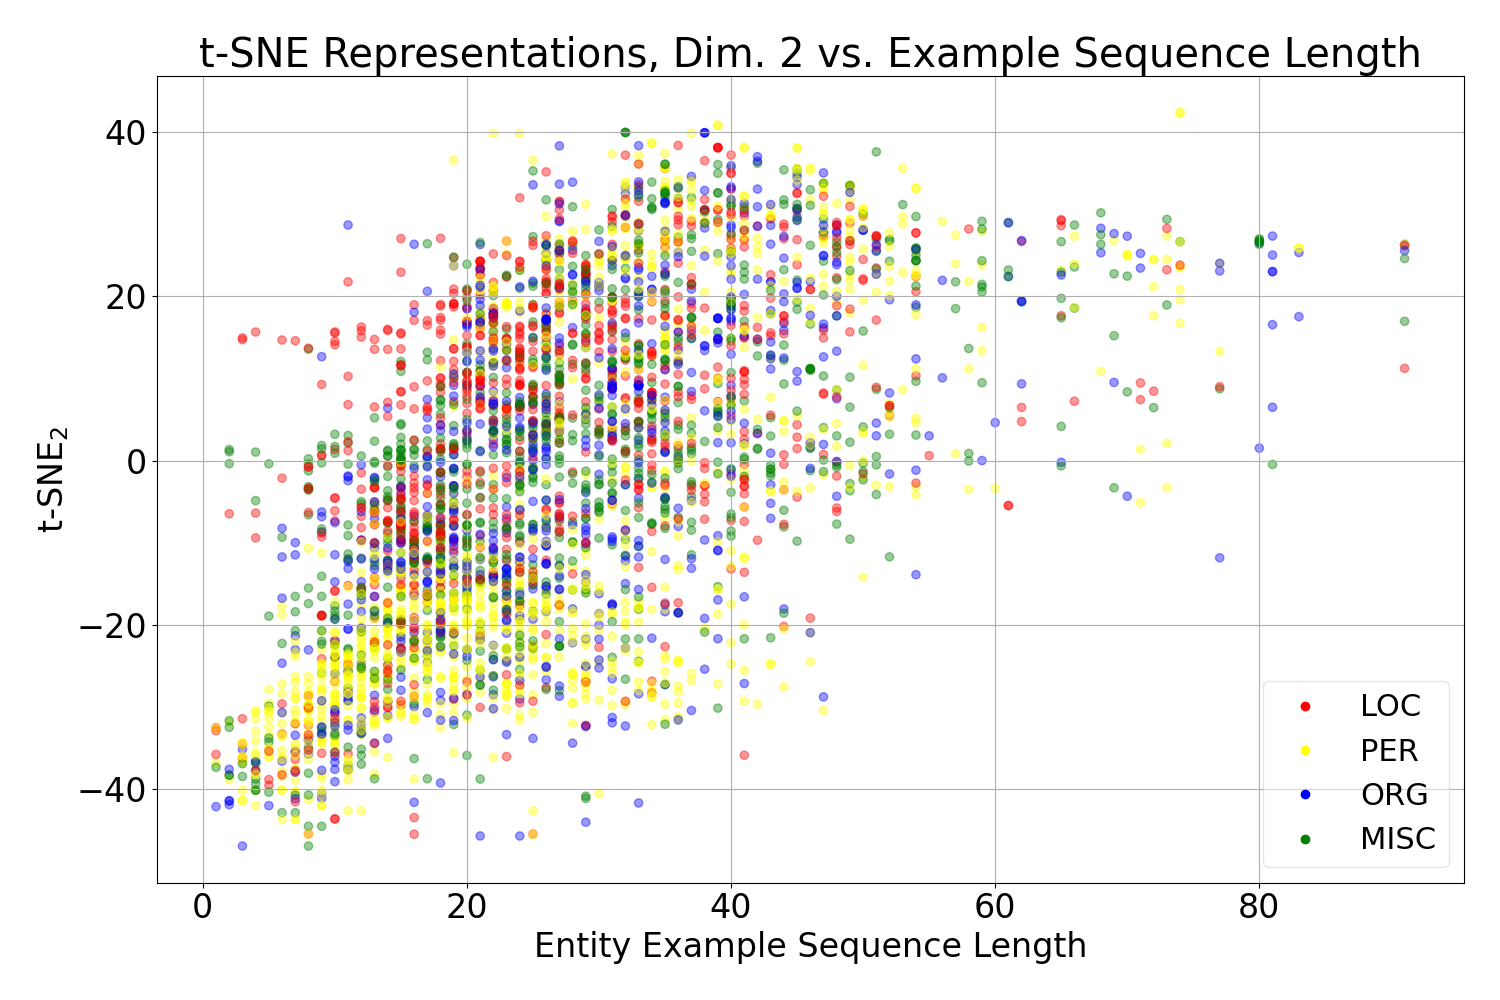 t-SNE Representations, Dim. 2 vs. Example Sequence Length
t-SNE₂
40
20
0
−20
−40
0 20 40 60 80
Entity Example Sequence Length
LOC
PER
ORG
MISC